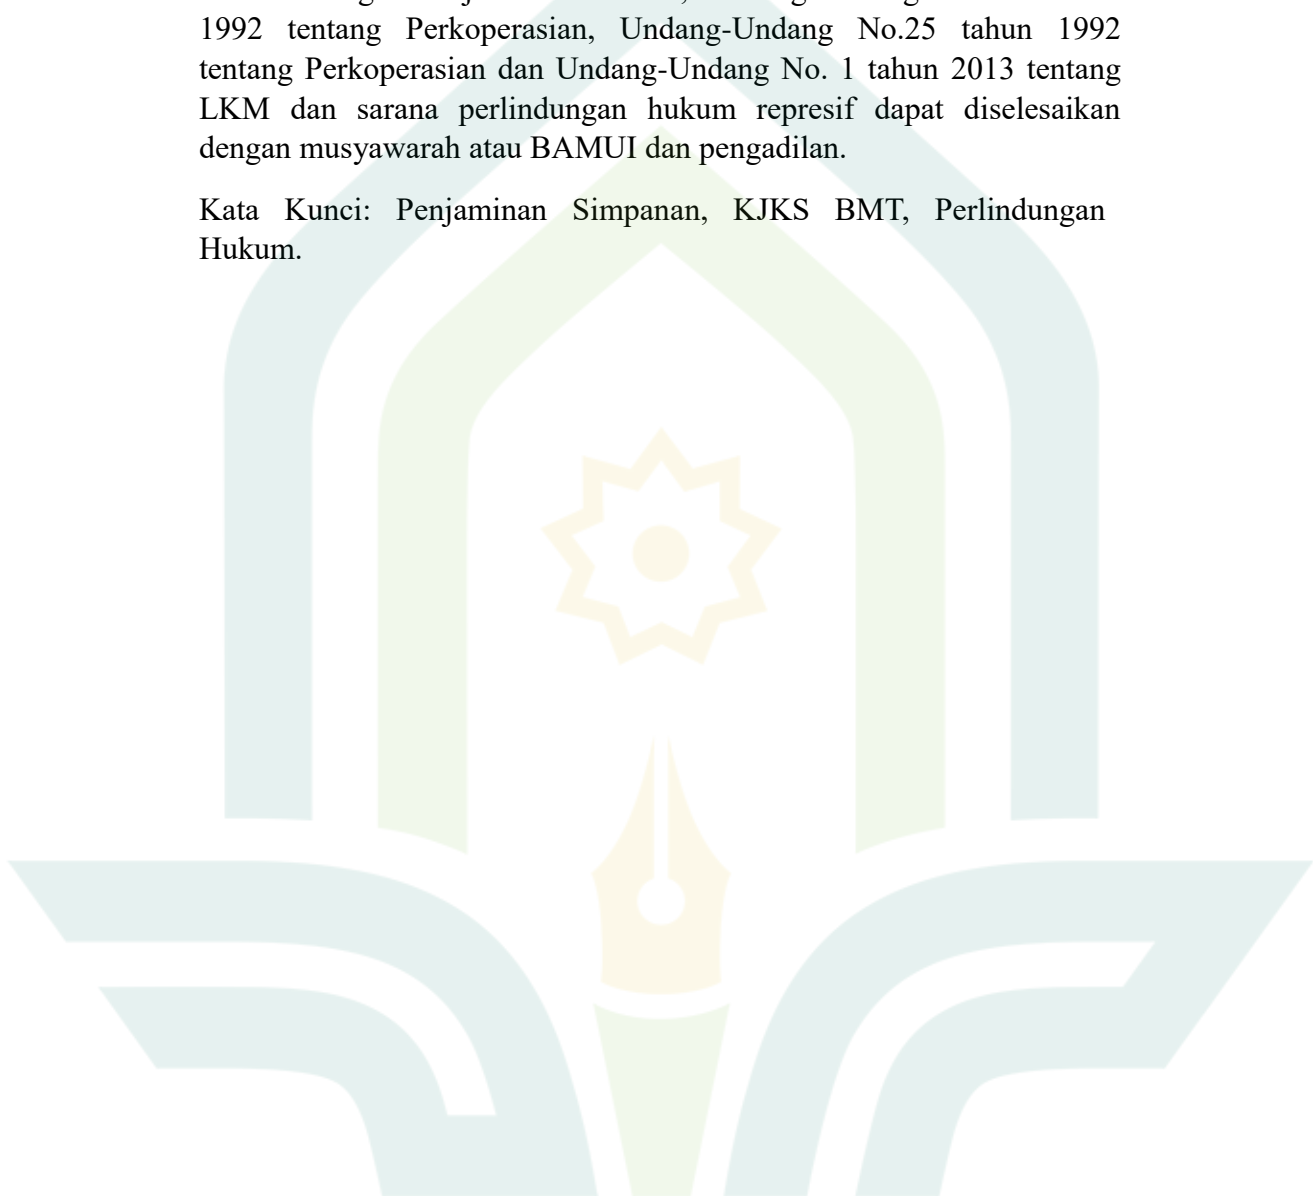 1992 tentang Perkoperasian, Undang-Undang No.25 tahun 1992
tentang Perkoperasian dan Undang-Undang No. 1 tahun 2013 tentang
LKM dan sarana perlindungan hukum represif dapat diselesaikan
dengan musyawarah atau BAMUI dan pengadilan.
Kata Kunci: Penjaminan Simpanan, KJKS BMT, Perlindungan
Hukum.